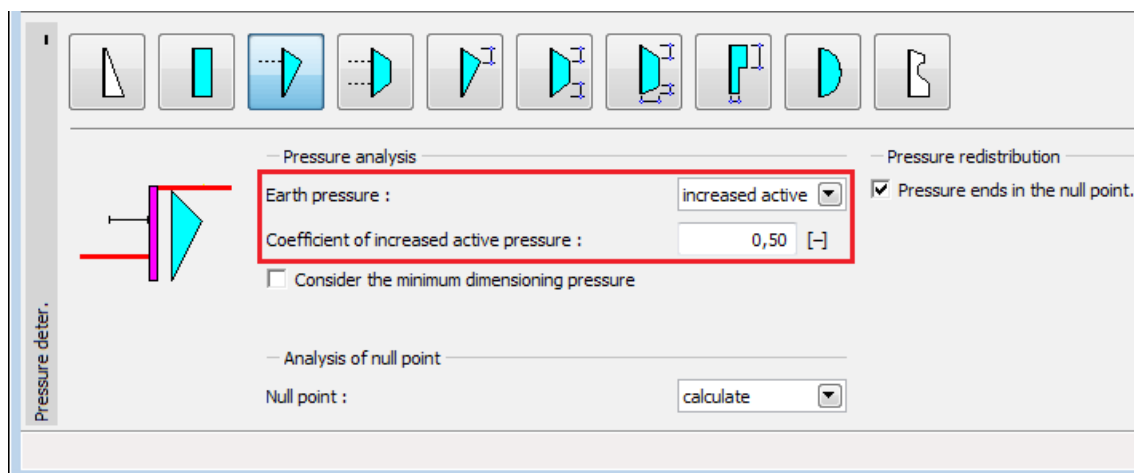 Pressure analysis
Pressure redistribution
Earth pressure :
increased active
Pressure ends in the null point.
Coefficient of increased active pressure :
0,50
[–]
Consider the minimum dimensioning pressure
Pressure deter.
Analysis of null point
Null point :
calculate